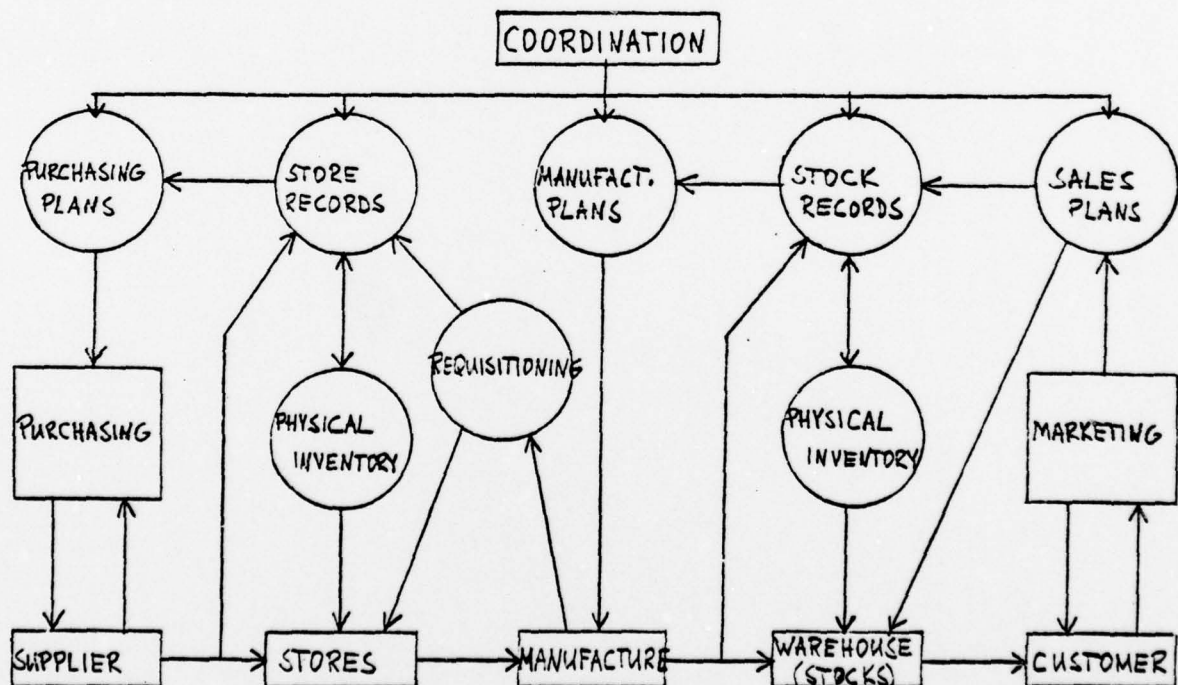 COORDINATION
PURCHASING
PLANS
STORE
RECORDS
MANUFACT.
PLANS
STOCK
RECORDS
SALES
PLANS
REQUISITIONING
PURCHASING
PHYSICAL
INVENTORY
PHYSICAL
INVENTORY
MARKETING
SUPPLIER
STORES
MANUFACTURE
WAREHOUSE
(STOCKS)
CUSTOMER